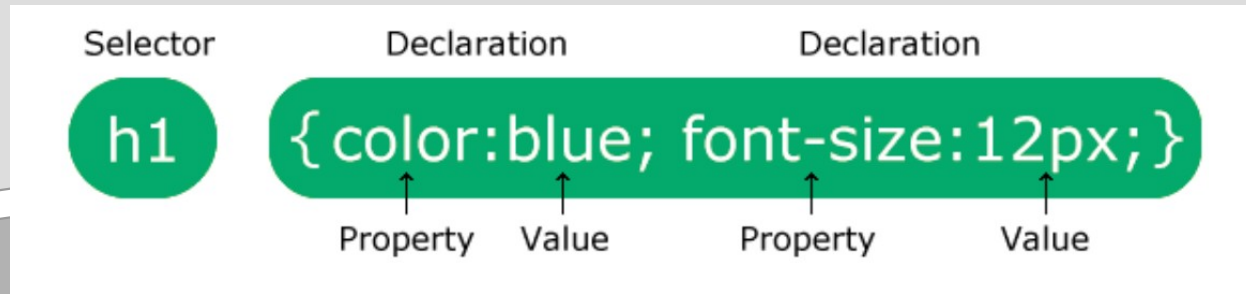 Selector Declaration Declaration
h1 {color:blue; font-size:12px;}
Property Value Property Value